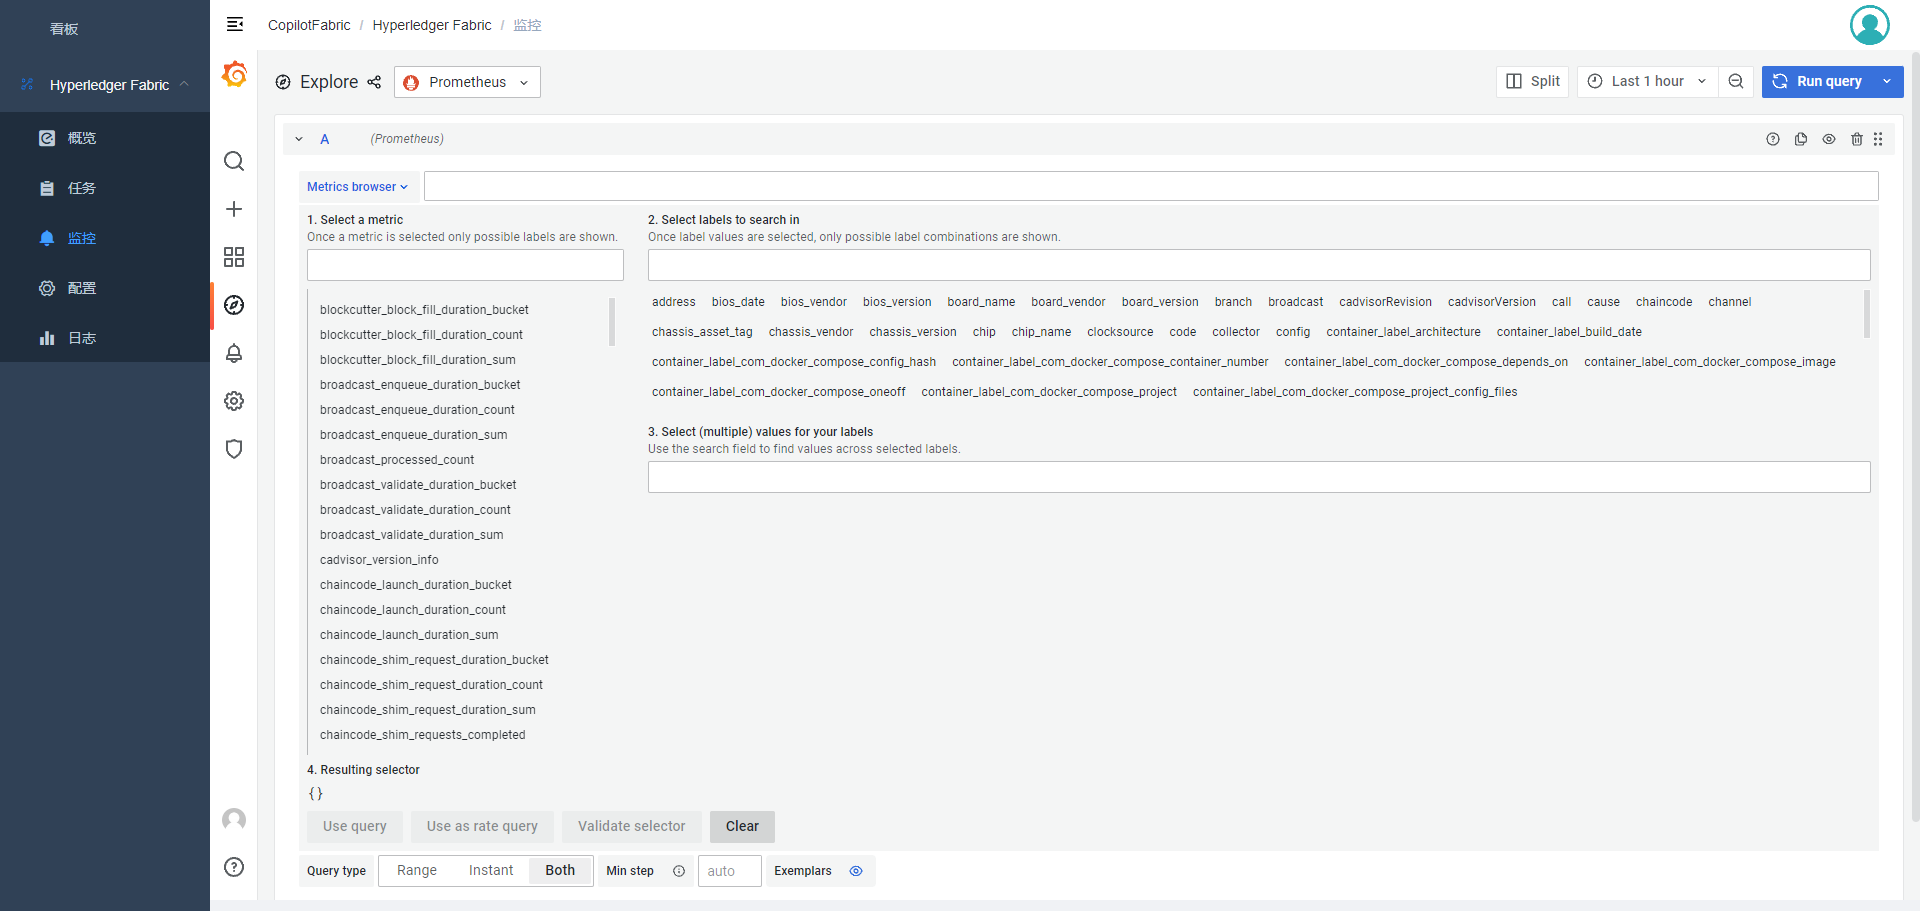 看板
Hyperledger Fabric
概览
任务
监控
配置
日志
CopilotFabric / Hyperledger Fabric / 监控
Explore
Prometheus
Split
Last 1 hour
Run query
A
(Prometheus)
Metrics browser
1. Select a metric
Once a metric is selected only possible labels are shown.
blockcutter_block_fill_duration_bucket
blockcutter_block_fill_duration_count
blockcutter_block_fill_duration_sum
broadcast_enqueue_duration_bucket
broadcast_enqueue_duration_count
broadcast_enqueue_duration_sum
broadcast_processed_count
broadcast_validate_duration_bucket
broadcast_validate_duration_count
broadcast_validate_duration_sum
cadvisor_version_info
chaincode_launch_duration_bucket
chaincode_launch_duration_count
chaincode_launch_duration_sum
chaincode_shim_request_duration_bucket
chaincode_shim_request_duration_count
chaincode_shim_request_duration_sum
chaincode_shim_requests_completed
2. Select labels to search in
Once label values are selected, only possible label combinations are shown.
address bios_date bios_vendor bios_version board_name board_vendor board_version branch broadcast cadvisorRevision cadvisorVersion call cause chaincode channel
chassis_asset_tag chassis_vendor chassis_version chip chip_name clocksource code collector config container_label_architecture container_label_build_date
container_label_com_docker_compose_config_hash container_label_com_docker_compose_container_number container_label_com_docker_compose_depends_on container_label_com_docker_compose_image
container_label_com_docker_compose_oneoff container_label_com_docker_compose_project container_label_com_docker_compose_project_config_files
3. Select (multiple) values for your labels
Use the search field to find values across selected labels.
4. Resulting selector
{}
Use query
Use as rate query
Validate selector
Clear
Query type
Range
Instant
Both
Min step
auto
Exemplars